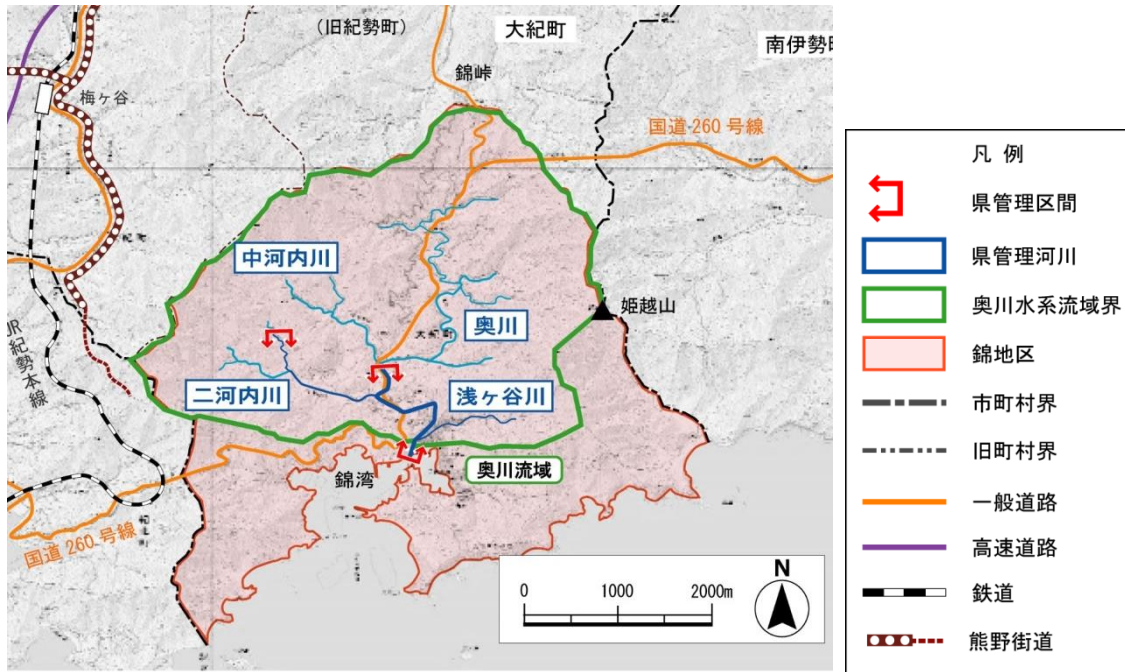 （旧紀勢町）
大紀町
南伊勢町
錦峠
梅ヶ谷
国道260号線
中河内川
奥川
姫越山
JR紀勢本線
二河内川
浅ヶ谷川
錦湾
奥川流域
国道260号線
N
0 1000 2000m
凡例
県管理区間
県管理河川
奥川水系流域界
錦地区
市町村界
旧町村界
一般道路
高速道路
鉄道
熊野街道